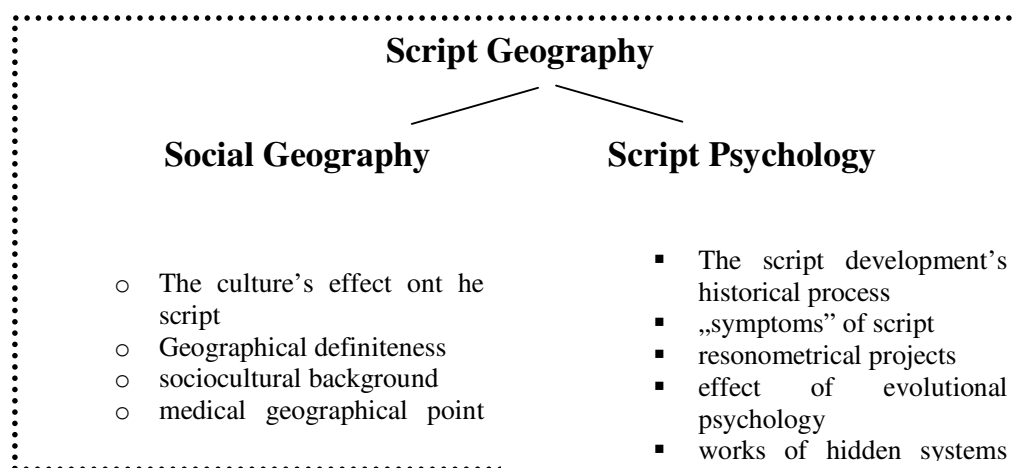 Script Geography
Social Geography
Script Psychology
o The culture's effect ont he
script
o Geographical definiteness
o sociocultural background
o medical geographical point
▪ The script development's
historical process
▪ „symptoms” of script
▪ resonometrical projects
▪ effect of evolutional
psychology
▪ works of hidden systems